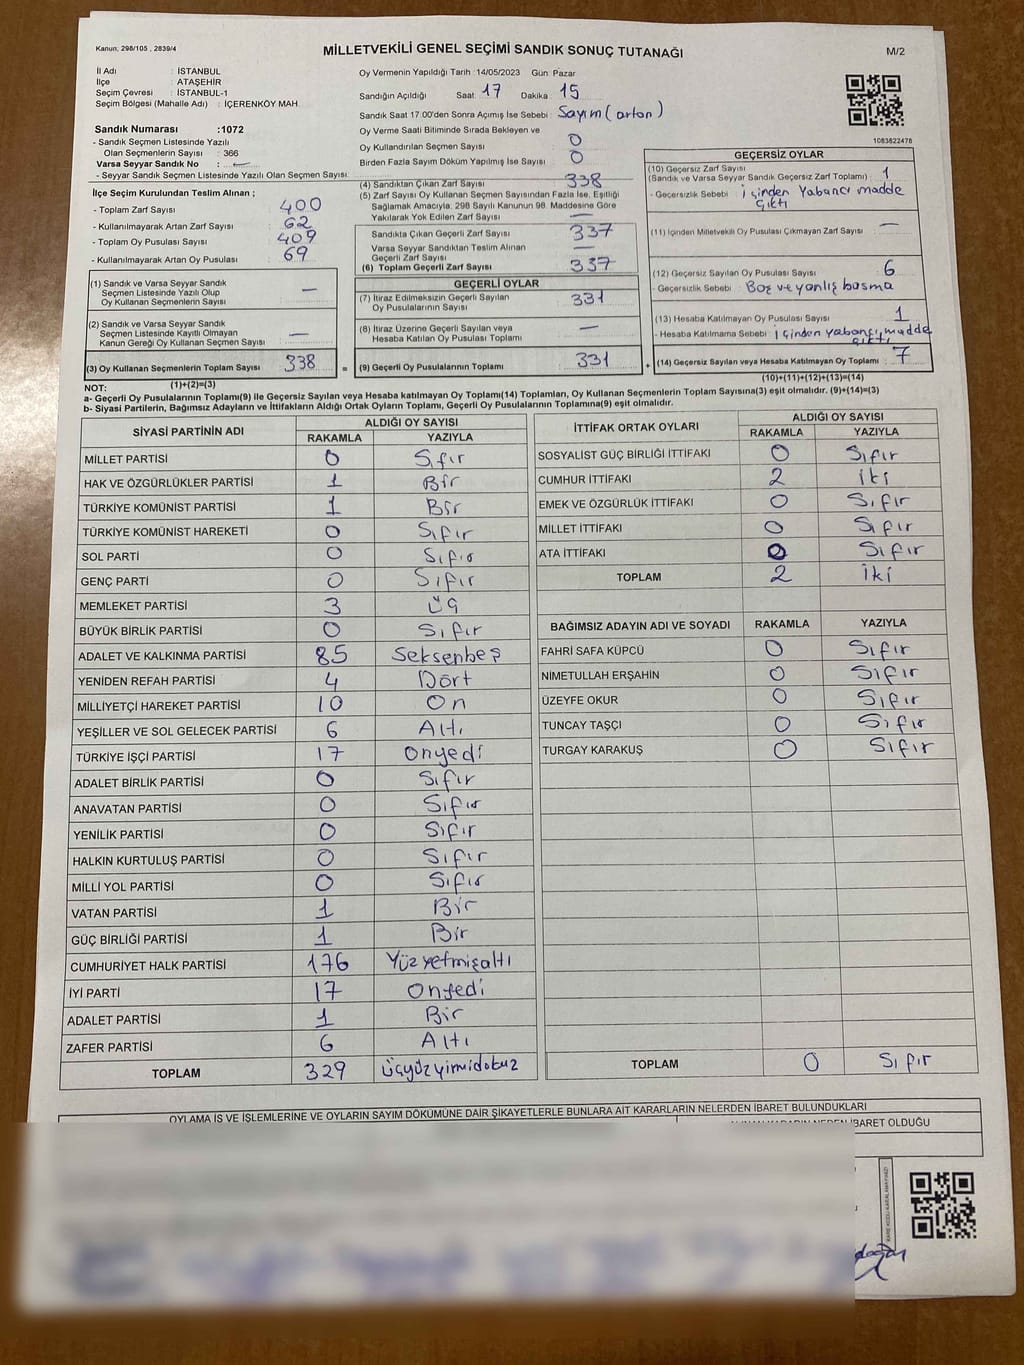 Kanun, 298/105 , 2839/4
MİLLETVEKİLİ GENEL SEÇİMİ SANDIK SONUÇ TUTANAĞI
M/2
İl Adı : İSTANBUL
İlçe : ATAŞEHİR
Seçim Çevresi : İSTANBUL-1
Seçim Bölgesi (Mahalle Adı) : İÇERENKÖY MAH.
Sandık Numarası :1072
- Sandık Seçmen Listesinde Yazılı
Olan Seçmenlerin Sayısı : 366
Varsa Seyyar Sandık No : —
- Seyyar Sandık Seçmen Listesinde Yazılı Olan Seçmen Sayısı:
İlçe Seçim Kurulundan Teslim Alınan ;
- Toplam Zarf Sayısı : 400
- Kullanılmayarak Artan Zarf Sayısı : 62
- Toplam Oy Pusulası Sayısı : 409
- Kullanılmayarak Artan Oy Pusulası : 69
Oy Vermenin Yapıldığı Tarih : 14/05/2023 Gün: Pazar
Sandığın Açıldığı Saat: 17 Dakika: 15
Sandık Saat 17.00'den Sonra Açımış İse Sebebi: Sayım (artan)
Oy Verme Saati Bitiminde Sırada Bekleyen ve
Oy Kullandırılan Seçmen Sayısı : 0
Birden Fazla Sayım Döküm Yapılmış İse Sayısı : 0
(4) Sandıktan Çıkan Zarf Sayısı : 338
(5) Zarf Sayısı Oy Kullanan Seçmen Sayısından Fazla İse, Eşitliği
Sağlamak Amacıyla, 298 Sayılı Kanunun 98. Maddesine Göre
Yakılarak Yok Edilen Zarf Sayısı : —
Sandıkta Çıkan Geçerli Zarf Sayısı : 337
Varsa Seyyar Sandıktan Teslim Alınan
Geçerli Zarf Sayısı : —
(6) Toplam Geçerli Zarf Sayısı : 337
1083822476
GEÇERSİZ OYLAR
(10) Geçersiz Zarf Sayısı
(Sandık ve Varsa Seyyar Sandık Geçersiz Zarf Toplamı) : 1
- Geçersizlik Sebebi : içinden Yabancı madde
çıktı
(11) İçinden Milletvekili Oy Pusulası Çıkmayan Zarf Sayısı : —
(12) Geçersiz Sayılan Oy Pusulası Sayısı : 6
- Geçersizlik Sebebi : Boş ve yanlış basma
(13) Hesaba Katılmayan Oy Pusulası Sayısı : 1
- Hesaba Katılmama Sebebi : içinden yabancı madde
çıktı
(14) Geçersiz Sayılan veya Hesaba Katılmayan Oy Toplamı : 7
(10)+(11)+(12)+(13)=(14)
(1) Sandık ve Varsa Seyyar Sandık
Seçmen Listesinde Yazılı Olup
Oy Kullanan Seçmenlerin Sayısı —
(2) Sandık ve Varsa Seyyar Sandık
Seçmen Listesinde Kayıtlı Olmayan
Kanun Gereği Oy Kullanan Seçmen Sayısı —
(3) Oy Kullanan Seçmenlerin Toplam Sayısı 338
(1)+(2)=(3)
=
GEÇERLİ OYLAR
(7) İtiraz Edilmeksizin Geçerli Sayılan
Oy Pusulalarının Sayısı : 331
(8) İtiraz Üzerine Geçerli Sayılan veya
Hesaba Katılan Oy Pusulası Toplamı : —
(9) Geçerli Oy Pusulalarının Toplamı : 331
+
NOT:
a- Geçerli Oy Pusulalarının Toplamı(9) ile Geçersiz Sayılan veya Hesaba katılmayan Oy Toplamı(14) Toplamları, Oy Kullanan Seçmenlerin Toplam Sayısına(3) eşit olmalıdır. (9)+(14)=(3)
b- Siyasi Partilerin, Bağımsız Adayların ve İttifakların Aldığı Ortak Oyların Toplamı, Geçerli Oy Pusulalarının Toplamına(9) eşit olmalıdır.
SİYASİ PARTİNİN ADI ALDIĞI OY SAYISI
RAKAMLA YAZIYLA
MİLLET PARTİSİ 0 Sıfır
HAK VE ÖZGÜRLÜKLER PARTİSİ 1 Bir
TÜRKİYE KOMÜNİST PARTİSİ 1 Bir
TÜRKİYE KOMÜNİST HAREKETİ 0 Sıfır
SOL PARTİ 0 Sıfır
GENÇ PARTİ 0 Sıfır
MEMLEKET PARTİSİ 3 Üç
BÜYÜK BİRLİK PARTİSİ 0 Sıfır
ADALET VE KALKINMA PARTİSİ 85 Seksenbeş
YENİDEN REFAH PARTİSİ 4 Dört
MİLLİYETÇİ HAREKET PARTİSİ 10 On
YEŞİLLER VE SOL GELECEK PARTİSİ 6 Altı
TÜRKİYE İŞÇİ PARTİSİ 17 Onyedi
ADALET BİRLİK PARTİSİ 0 Sıfır
ANAVATAN PARTİSİ 0 Sıfır
YENİLİK PARTİSİ 0 Sıfır
HALKIN KURTULUŞ PARTİSİ 0 Sıfır
MİLLİ YOL PARTİSİ 0 Sıfır
VATAN PARTİSİ 1 Bir
GÜÇ BİRLİĞİ PARTİSİ 1 Bir
CUMHURİYET HALK PARTİSİ 176 Yüzyetmişaltı
İYİ PARTİ 17 Onyedi
ADALET PARTİSİ 1 Bir
ZAFER PARTİSİ 6 Altı
TOPLAM 329 üçyüzyirmidokuz
İTTİFAK ORTAK OYLARI ALDIĞI OY SAYISI
RAKAMLA YAZIYLA
SOSYALİST GÜÇ BİRLİĞİ İTTİFAKI 0 Sıfır
CUMHUR İTTİFAKI 2 iki
EMEK VE ÖZGÜRLÜK İTTİFAKI 0 Sıfır
MİLLET İTTİFAKI 0 Sıfır
ATA İTTİFAKI 0 Sıfır
TOPLAM 2 İki
BAĞIMSIZ ADAYIN ADI VE SOYADI RAKAMLA YAZIYLA
FAHRİ SAFA KÜPCÜ 0 Sıfır
NİMETULLAH ERŞAHİN 0 Sıfır
ÜZEYFE OKUR 0 Sıfır
TUNCAY TAŞÇI 0 Sıfır
TURGAY KARAKUŞ 0 Sıfır
TOPLAM 0 Sıfır
OYLAMA İŞ VE İŞLEMLERİNE VE OYLARIN SAYIM DÖKÜMÜNE DAİR ŞİKAYETLERLE BUNLARA AİT KARARLARIN NELERDEN İBARET BULUNDUKLARI
İBARET OLDUĞU